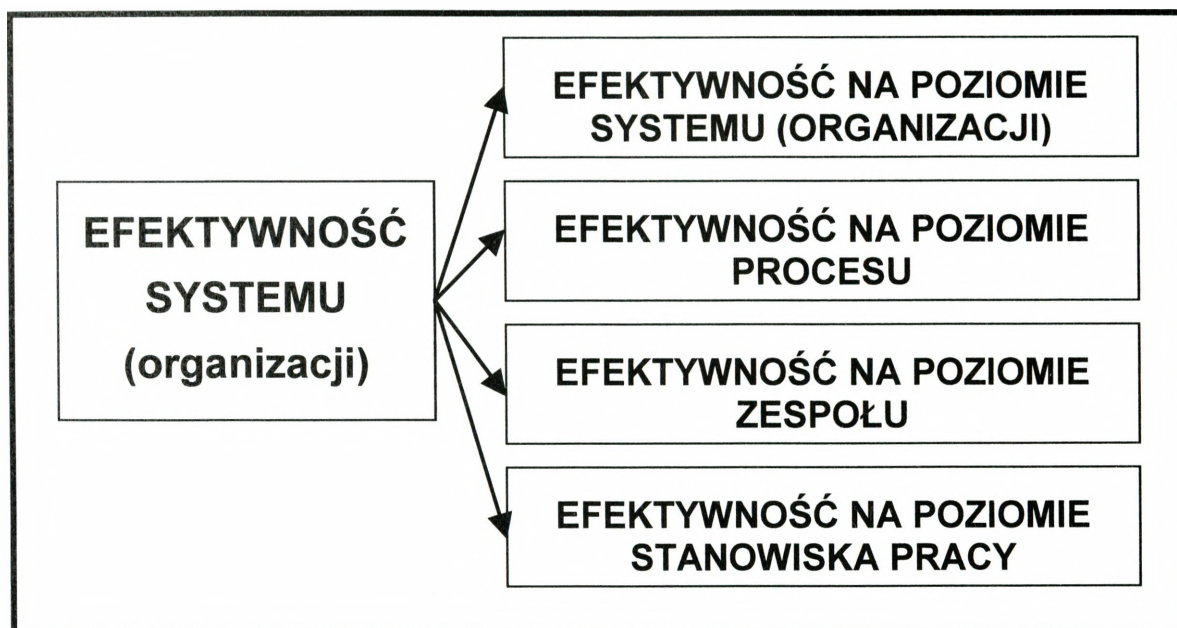 EFEKTYWNOŚĆ
SYSTEMU
(organizacji)
EFEKTYWNOŚĆ NA POZIOMIE
SYSTEMU (ORGANIZACJI)
EFEKTYWNOŚĆ NA POZIOMIE
PROCESU
EFEKTYWNOŚĆ NA POZIOMIE
ZESPOŁU
EFEKTYWNOŚĆ NA POZIOMIE
STANOWISKA PRACY